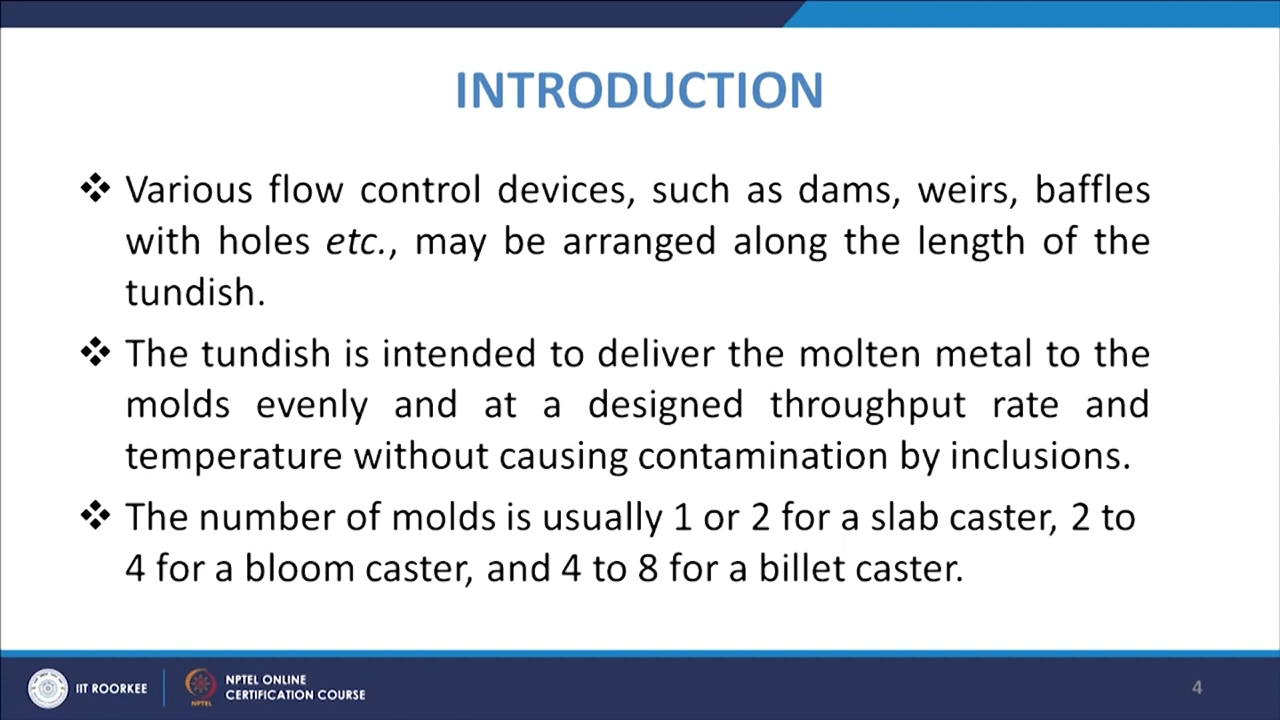 INTRODUCTION
❖ Various flow control devices, such as dams, weirs, baffles
with holes etc., may be arranged along the length of the
tundish.
❖ The tundish is intended to deliver the molten metal to the
molds evenly and at a designed throughput rate and
temperature without causing contamination by inclusions.
❖ The number of molds is usually 1 or 2 for a slab caster, 2 to
4 for a bloom caster, and 4 to 8 for a billet caster.
IIT ROORKEE
NPTEL
NPTEL ONLINE
CERTIFICATION COURSE
4